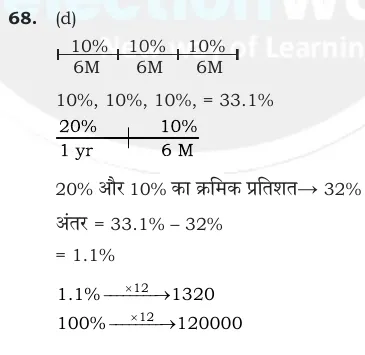 68. (d)
10% 10% 10%
6M 6M 6M
10%, 10%, 10%, = 33.1%
20% 10%
1 yr 6 M
20% और 10% का क्रमिक प्रतिशत→ 32%
अंतर = 33.1% – 32%
= 1.1%
1.1% ×12→ 1320
100% ×12→ 120000